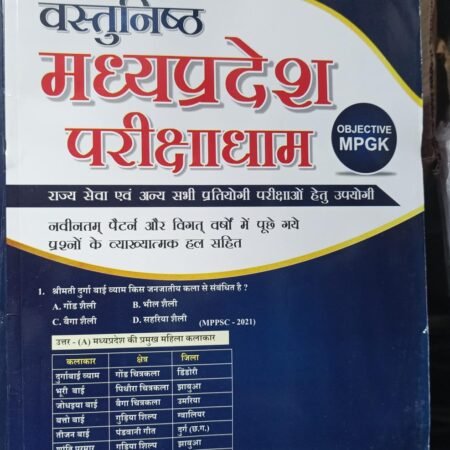 वस्तुनिष्ठ
मध्यप्रदेश
परीक्षाधाम
OBJECTIVE
MPGK
राज्य सेवा एवं अन्य सभी प्रतियोगी परीक्षाओं हेतु उपयोगी
नवीनतम् पैटर्न और विगत् वर्षों में पूछे गये
प्रश्नों के व्याख्यात्मक हल सहित
1. श्रीमती दुर्गा बाई व्याम किस जनजातीय कला से संबंधित है ?
A. गोंड शैली B. भील शैली
C. बैगा शैली D. सहरिया शैली (MPPSC - 2021)
उत्तर - (A) मध्यप्रदेश की प्रमुख महिला कलाकार
कलाकार क्षेत्र जिला
दुर्गाबाई व्याम गोंड चित्रकला डिंडोरी
भूरी बाई पिथौरा चित्रकला झाबुआ
जोधइया बाई बैगा चित्रकला उमरिया
बत्तो बाई गुड़िया शिल्प ग्वालियर
तीजन बाई पंडवानी गीत दुर्ग (छ.ग.)
शांति परमार गुड़िया शिल्प झाबुआ